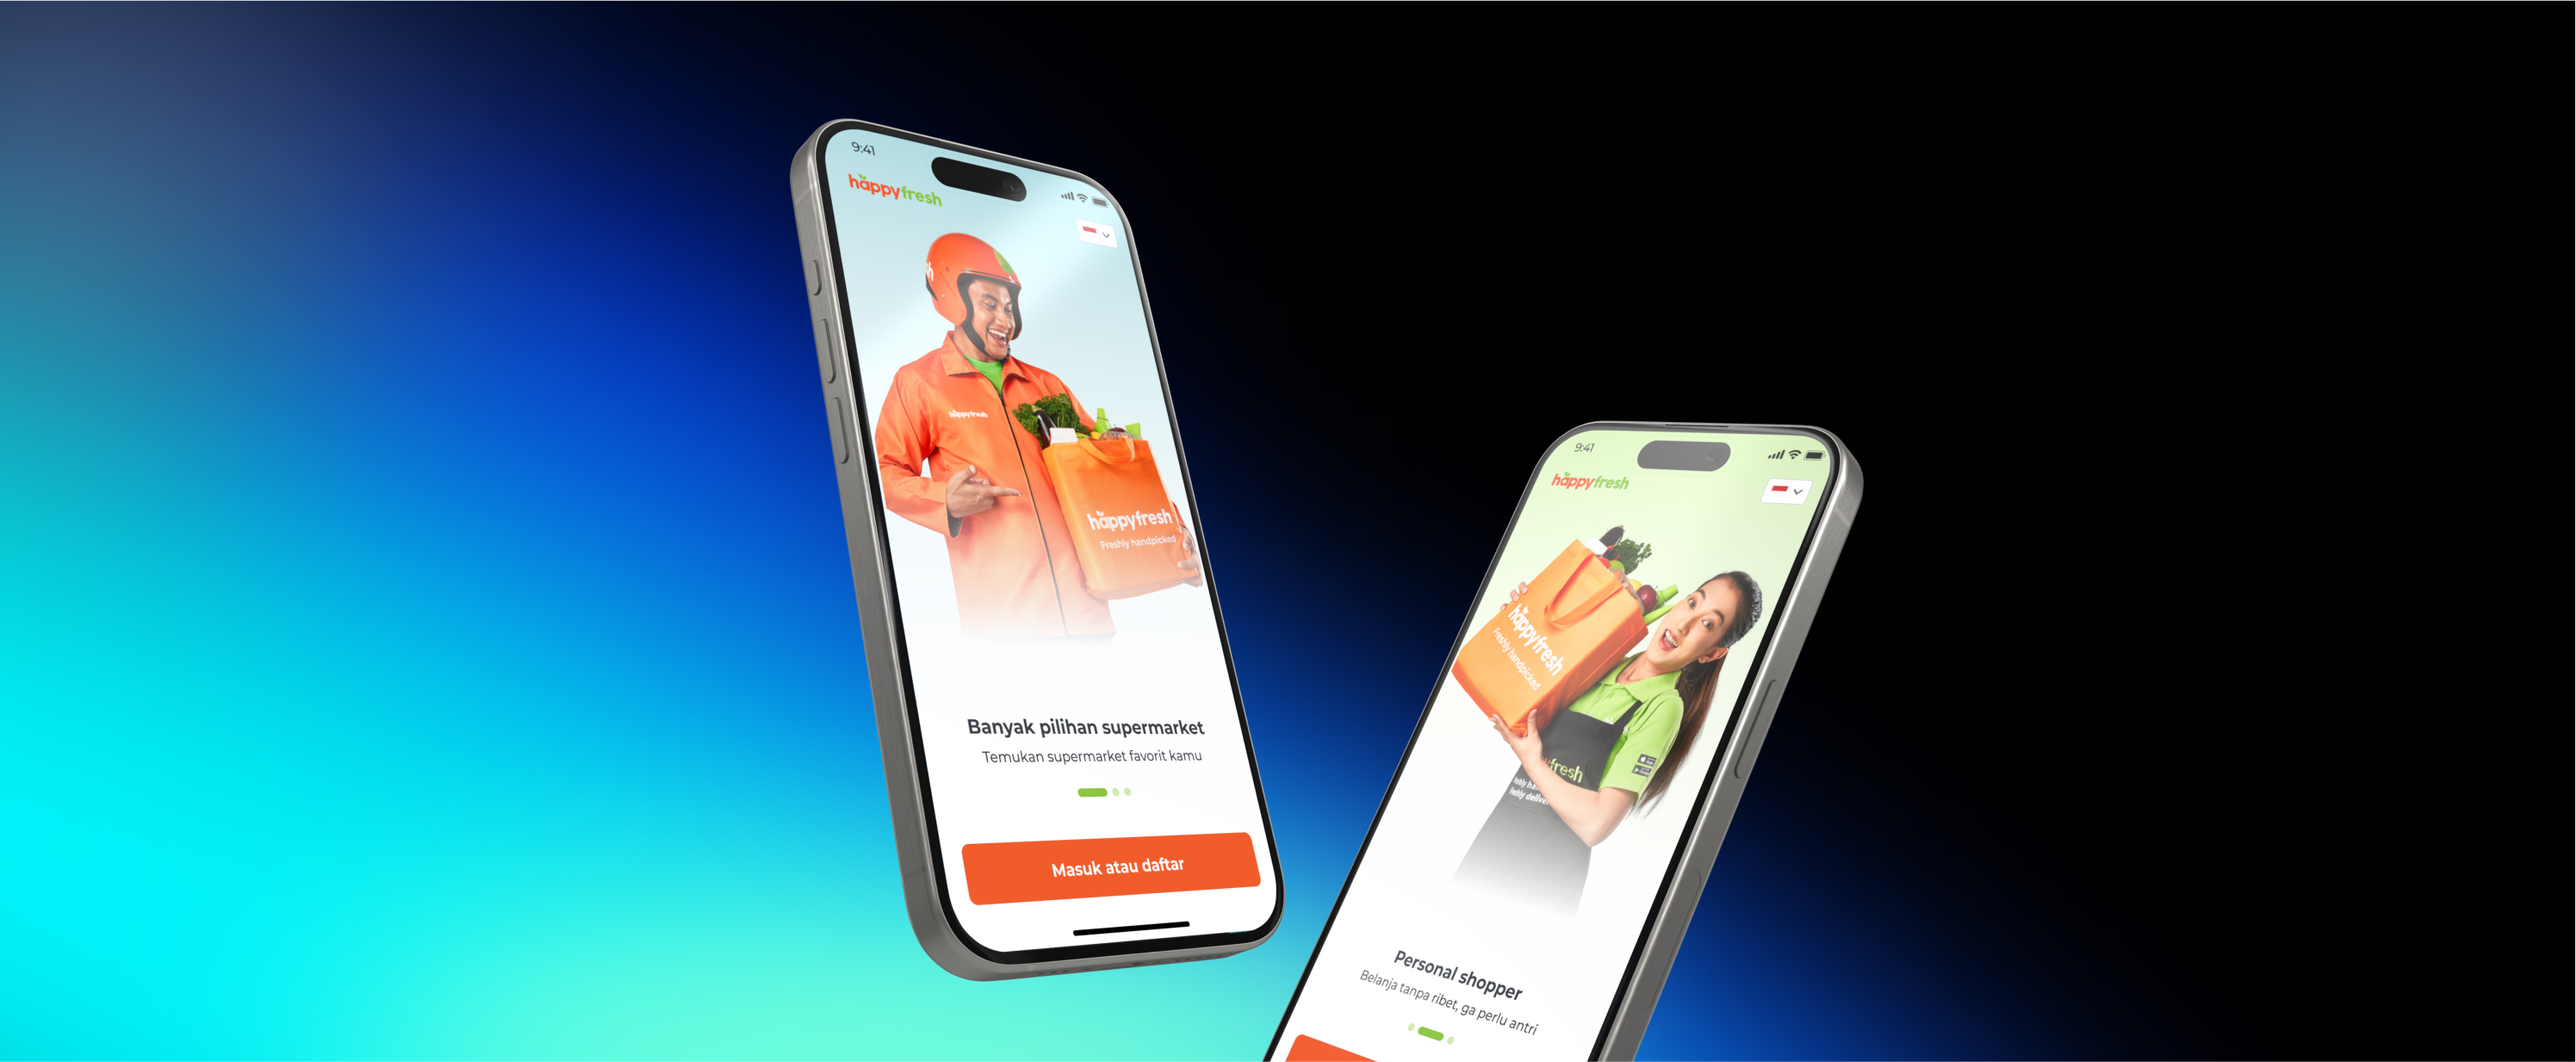 9:41
happyfresh
happyfresh
happyfresh
Freshly handpicked
Banyak pilihan supermarket
Temukan supermarket favorit kamu
Masuk atau daftar
9:41
happyfresh
happyfresh
Freshly handpicked
fresh
Personal shopper
Belanja tanpa ribet, ga perlu antri